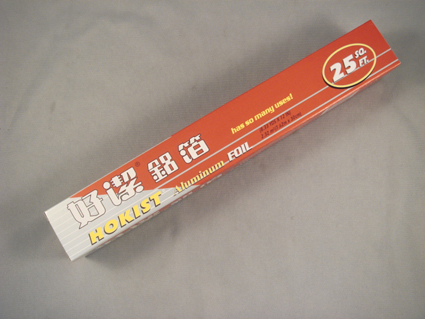 好潔® 鋁箔
HOKIST Aluminum FOIL
has so many uses!
25 SQ. FT.